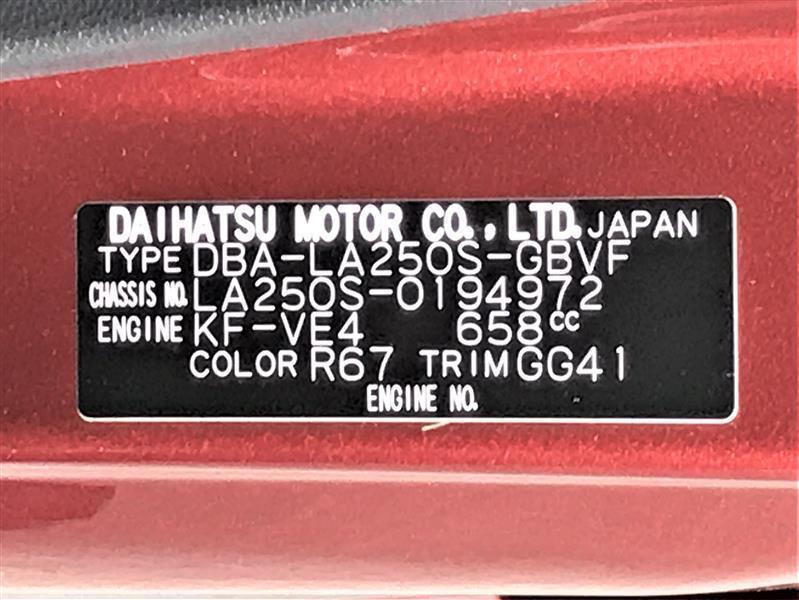 DAIHATSU MOTOR CO., LTD. JAPAN
TYPE DBA-LA250S-GBVF
CHASSIS NO. LA250S-0194972
ENGINE KF-VE4 658cc
COLOR R67 TRIM GG41
ENGINE NO.